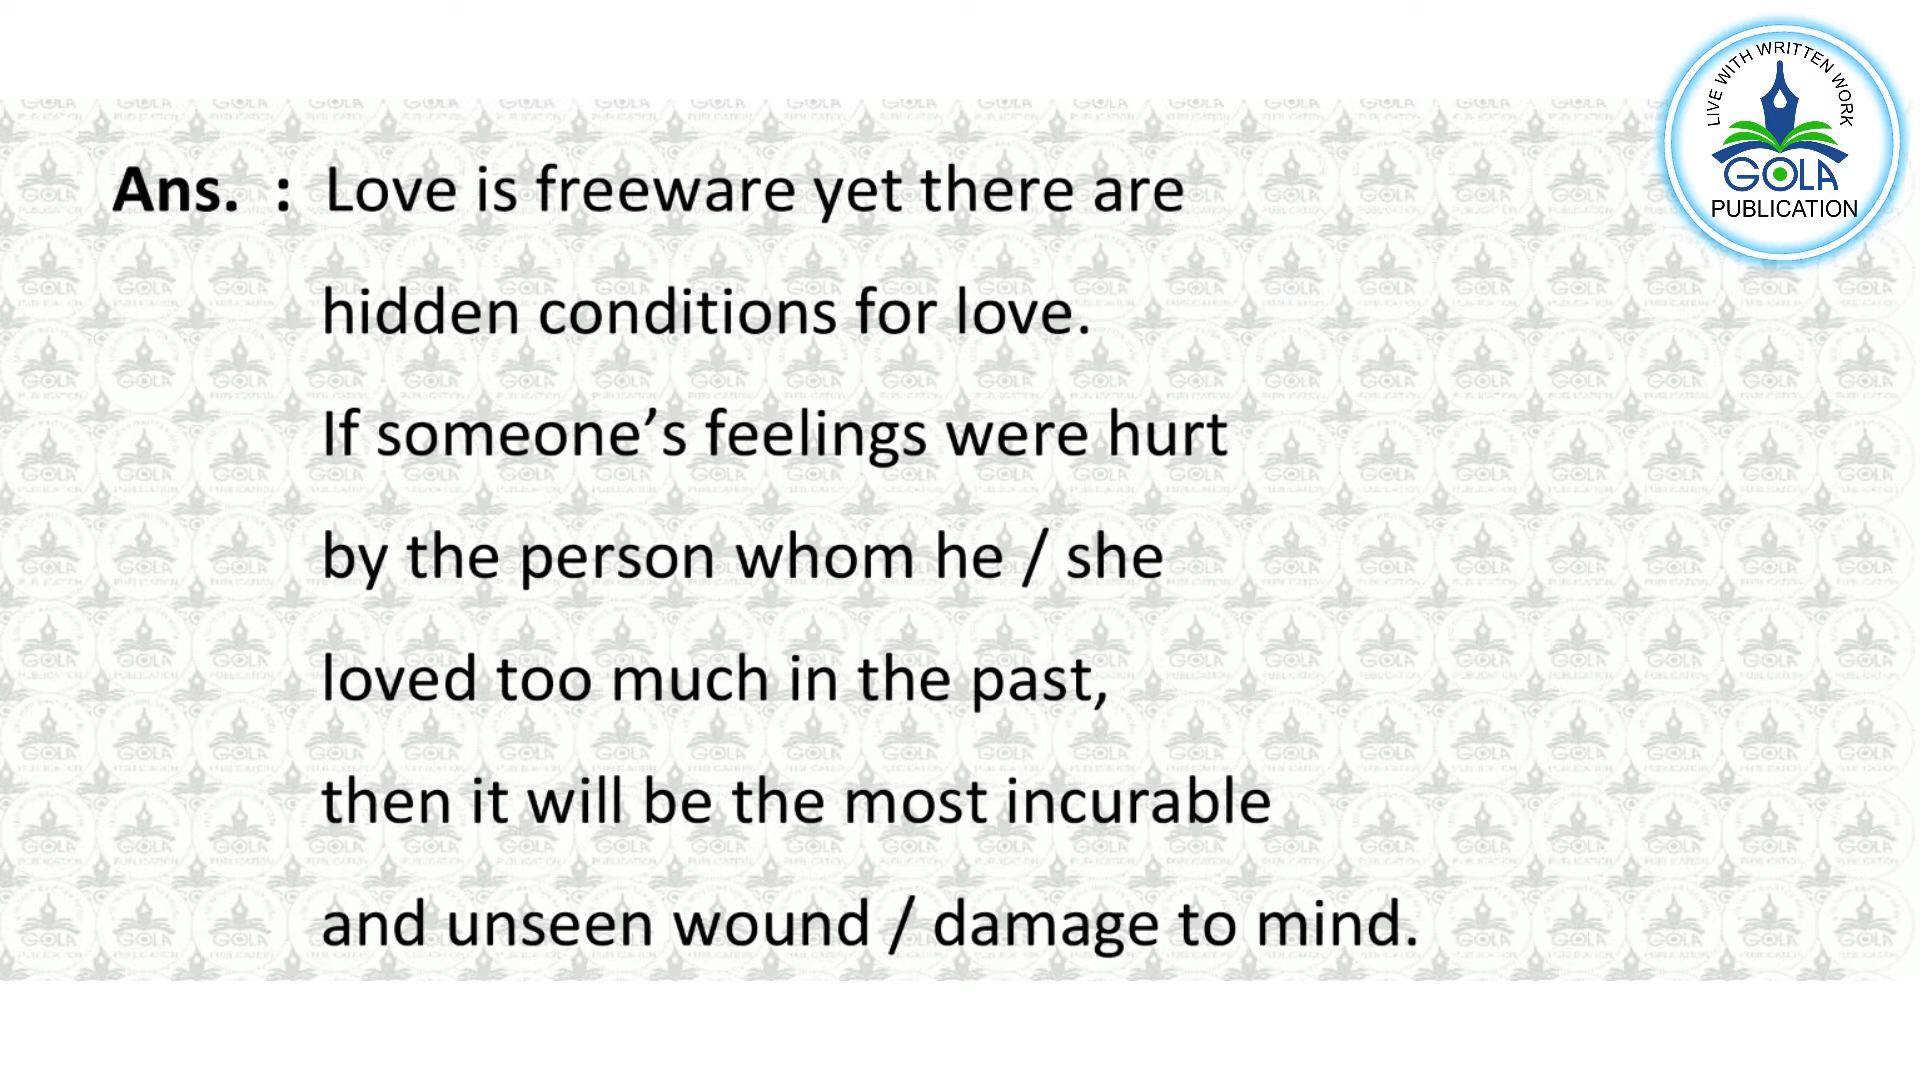 LIVE WITH WRITTEN WORK
GOLA
PUBLICATION
Ans. : Love is freeware yet there are
hidden conditions for love.
If someone’s feelings were hurt
by the person whom he / she
loved too much in the past,
then it will be the most incurable
and unseen wound / damage to mind.